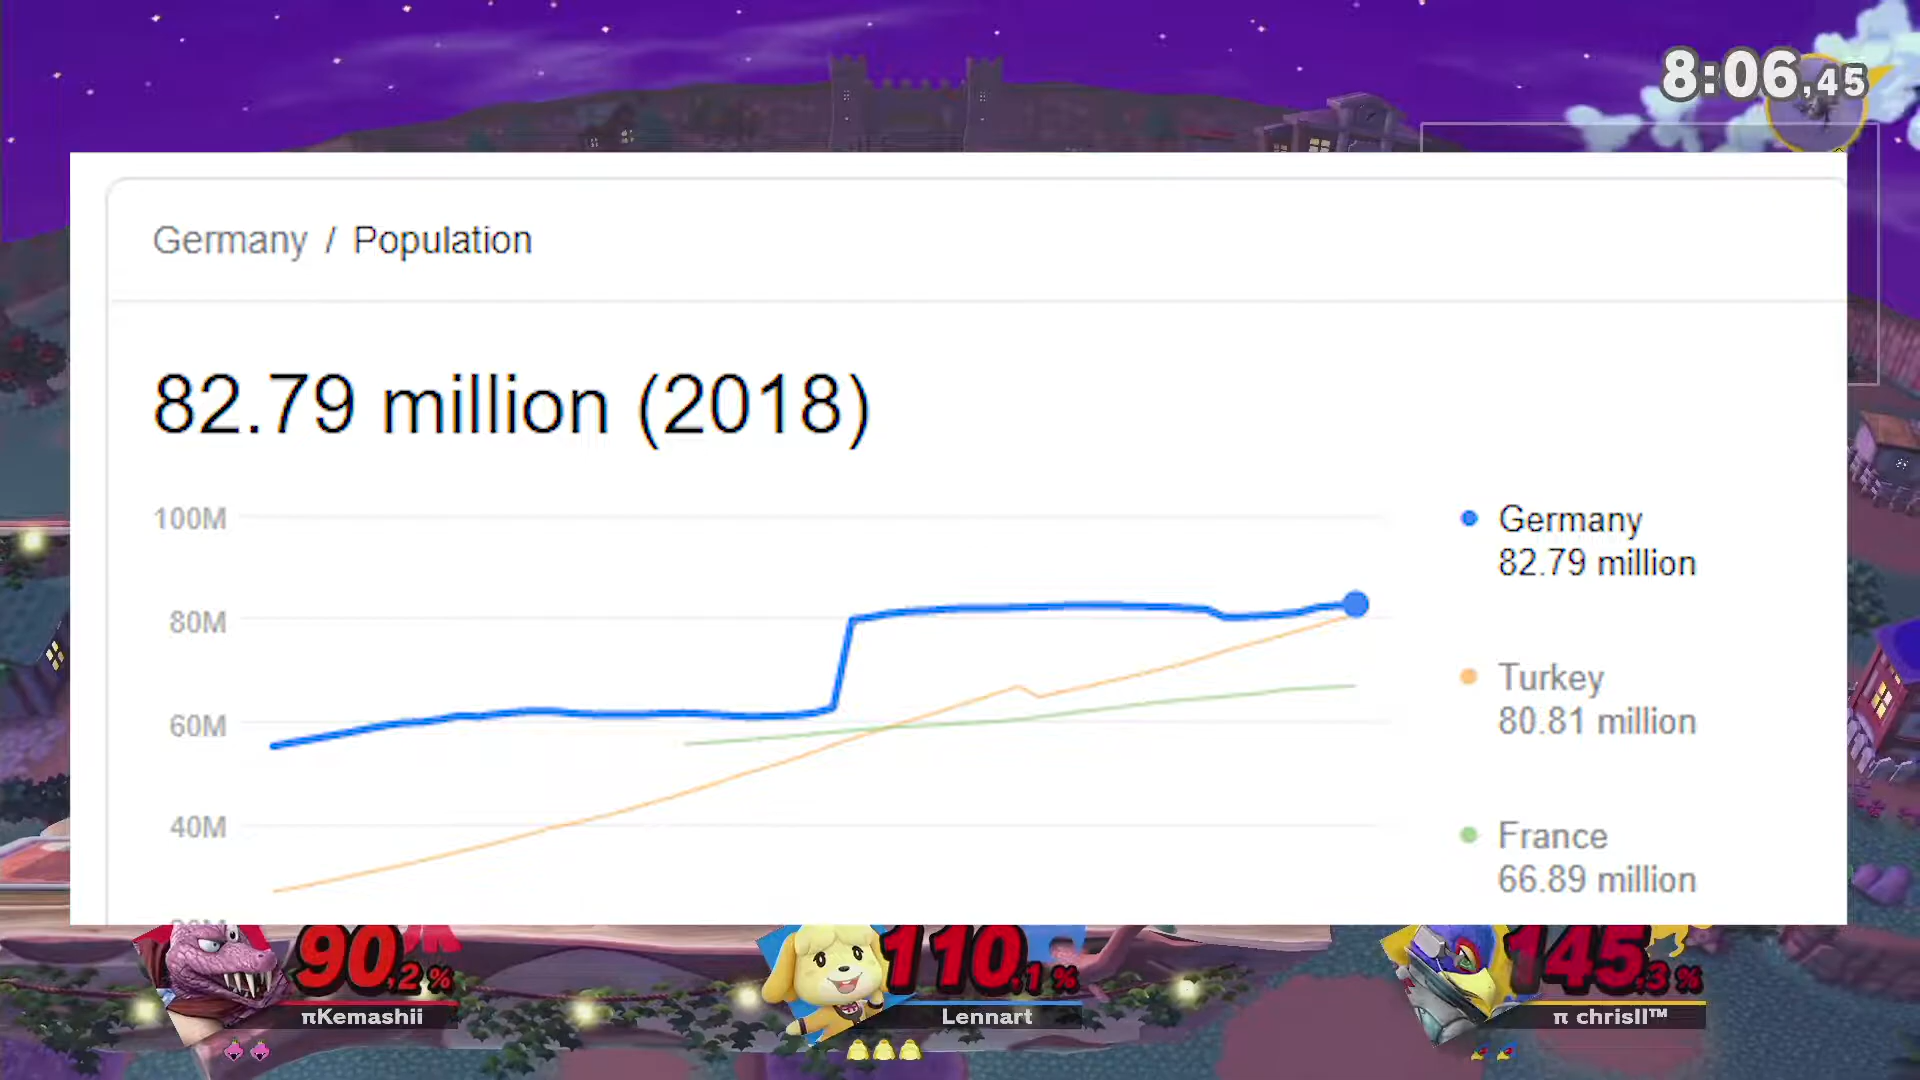 8:06,45
Germany / Population
82.79 million (2018)
100M
80M
60M
40M
Germany
82.79 million
Turkey
80.81 million
France
66.89 million
90,2%
110,1%
145,3%
πKemashii
Lennart
π chrisll™